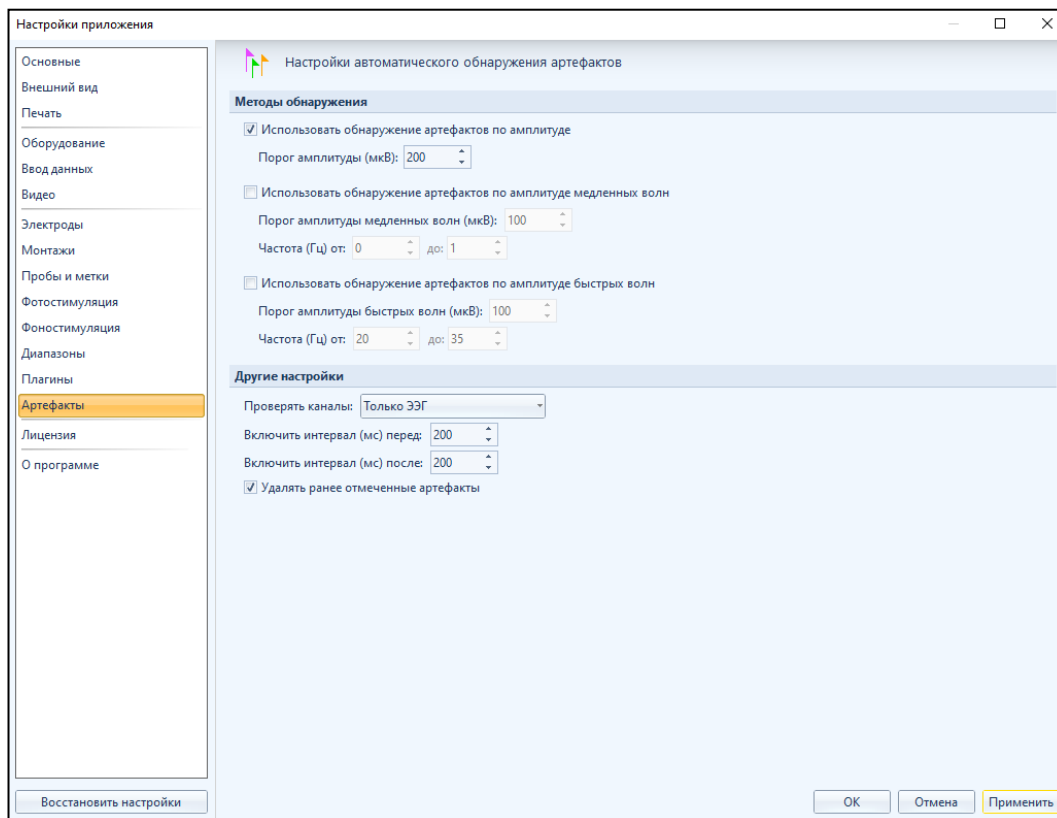 Настройки приложения
Основные
Внешний вид
Печать
Оборудование
Ввод данных
Видео
Электроды
Монтажи
Пробы и метки
Фотостимуляция
Фоностимуляция
Диапазоны
Плагины
Артефакты
Лицензия
О программе
Восстановить настройки
Настройки автоматического обнаружения артефактов
Методы обнаружения
Использовать обнаружение артефактов по амплитуде
Порог амплитуды (мкВ): 200
Использовать обнаружение артефактов по амплитуде медленных волн
Порог амплитуды медленных волн (мкВ): 100
Частота (Гц) от: 0 до: 1
Использовать обнаружение артефактов по амплитуде быстрых волн
Порог амплитуды быстрых волн (мкВ): 100
Частота (Гц) от: 20 до: 35
Другие настройки
Проверять каналы: Только ЭЭГ
Включить интервал (мс) перед: 200
Включить интервал (мс) после: 200
Удалять ранее отмеченные артефакты
ОК Отмена Применить